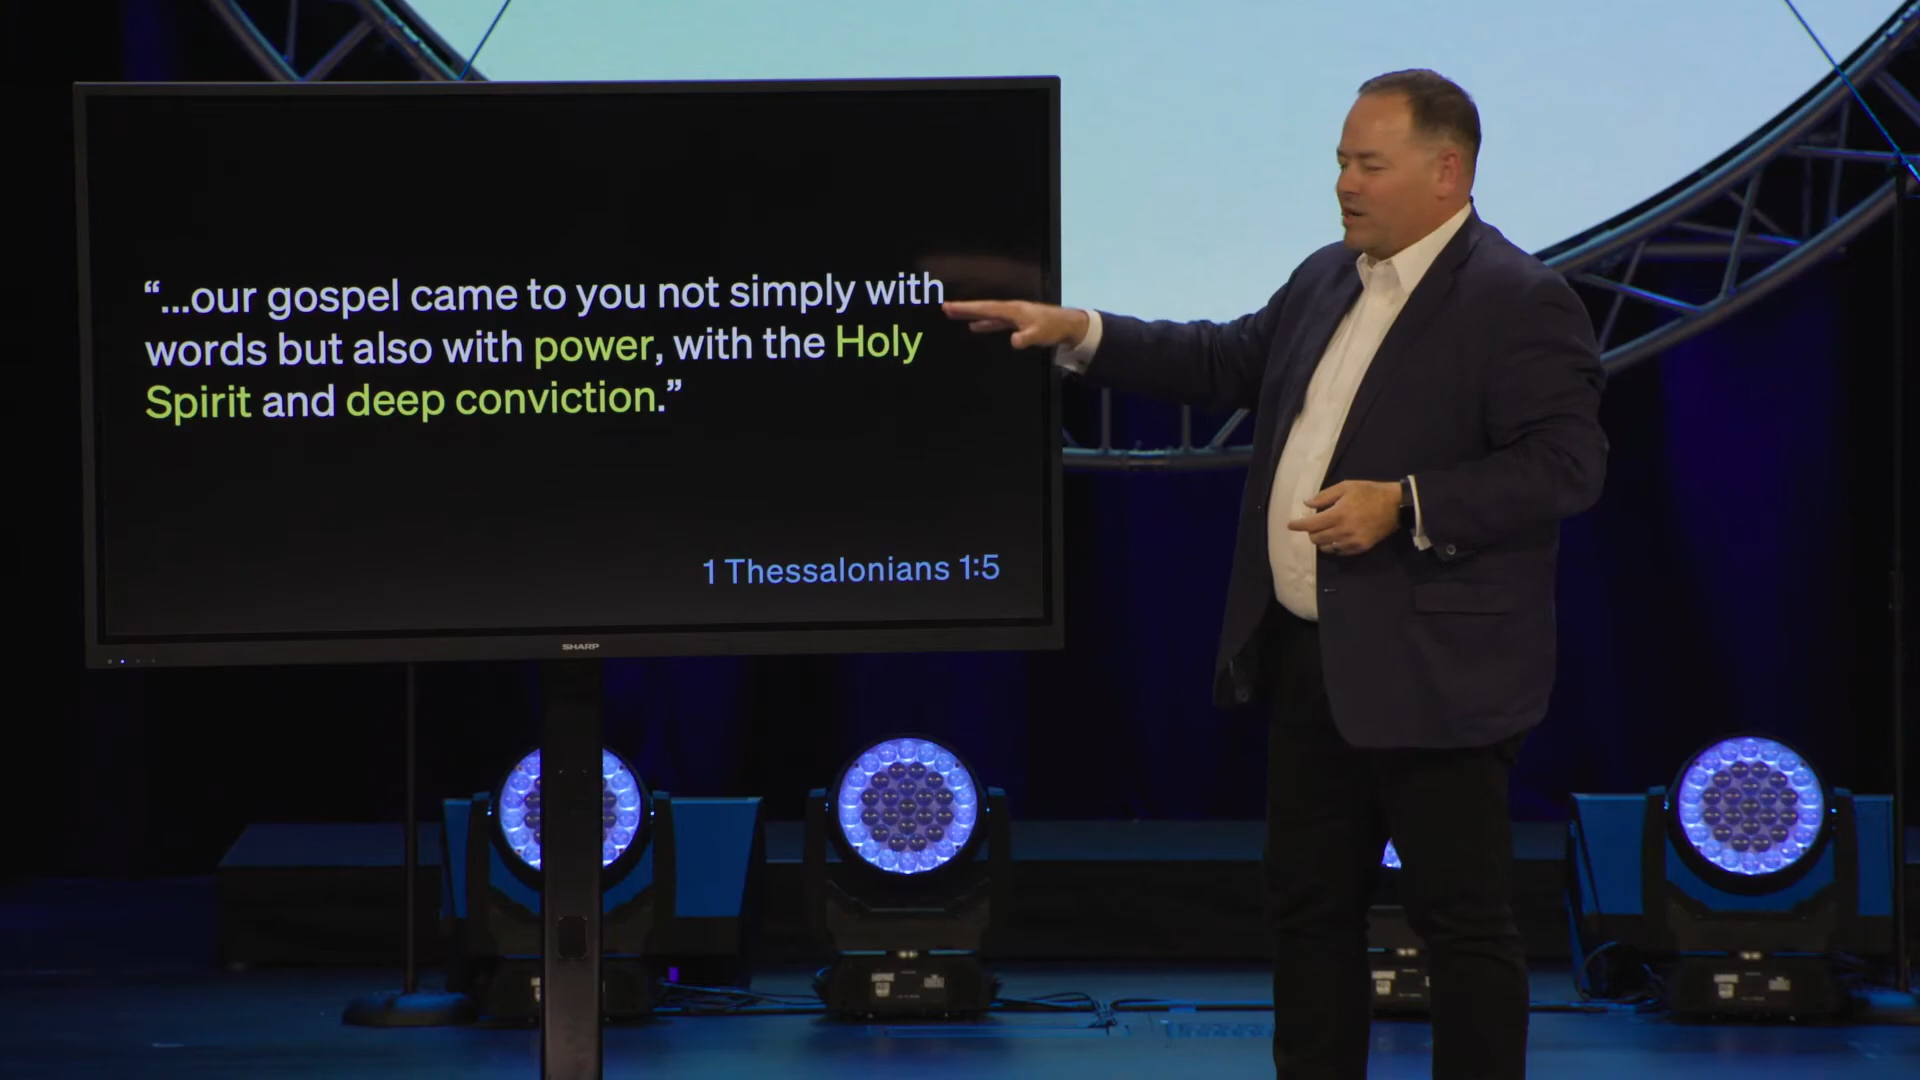 “...our gospel came to you not simply with
words but also with power, with the Holy
Spirit and deep conviction.”
1 Thessalonians 1:5
SHARP